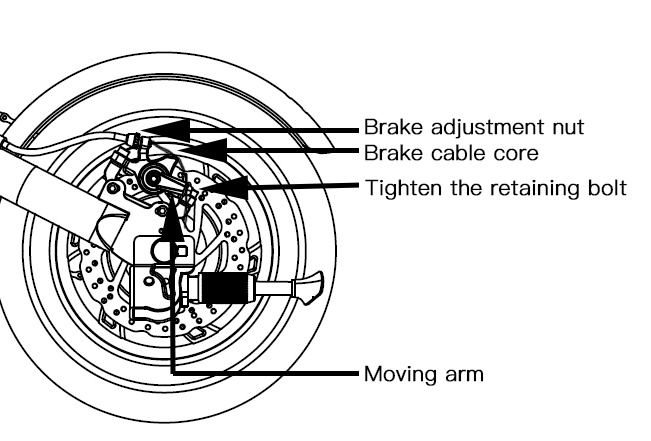 Brake adjustment nut
Brake cable core
Tighten the retaining bolt
Moving arm